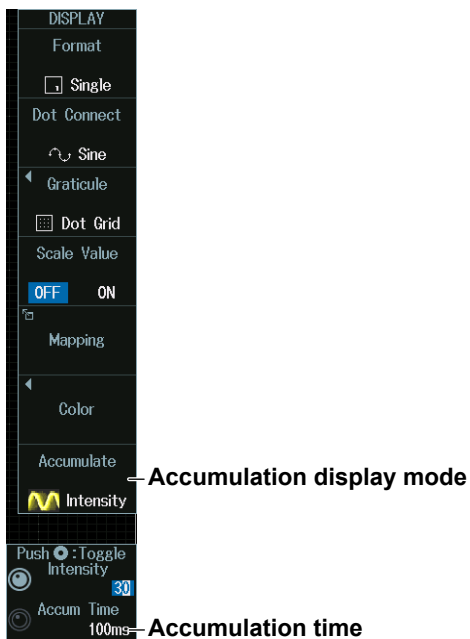 DISPLAY
Format
1 Single
Dot Connect
Sine
Graticule
Dot Grid
Scale Value
OFF ON
Mapping
Color
Accumulate
Accumulation display mode
Intensity
Push :Toggle
Intensity
30
Accum Time
100ms Accumulation time